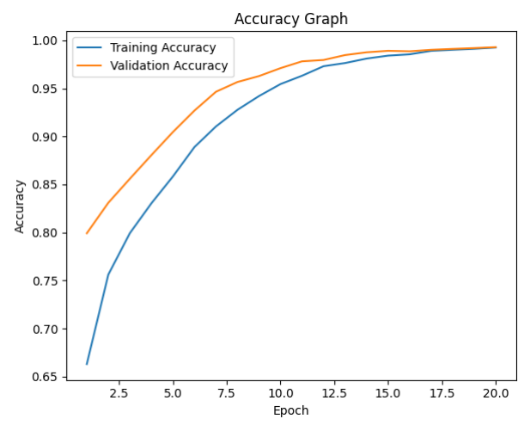 Accuracy Graph
Training Accuracy
Validation Accuracy
1.00
0.95
0.90
0.85
0.80
0.75
0.70
0.65
Accuracy
2.5 5.0 7.5 10.0 12.5 15.0 17.5 20.0
Epoch